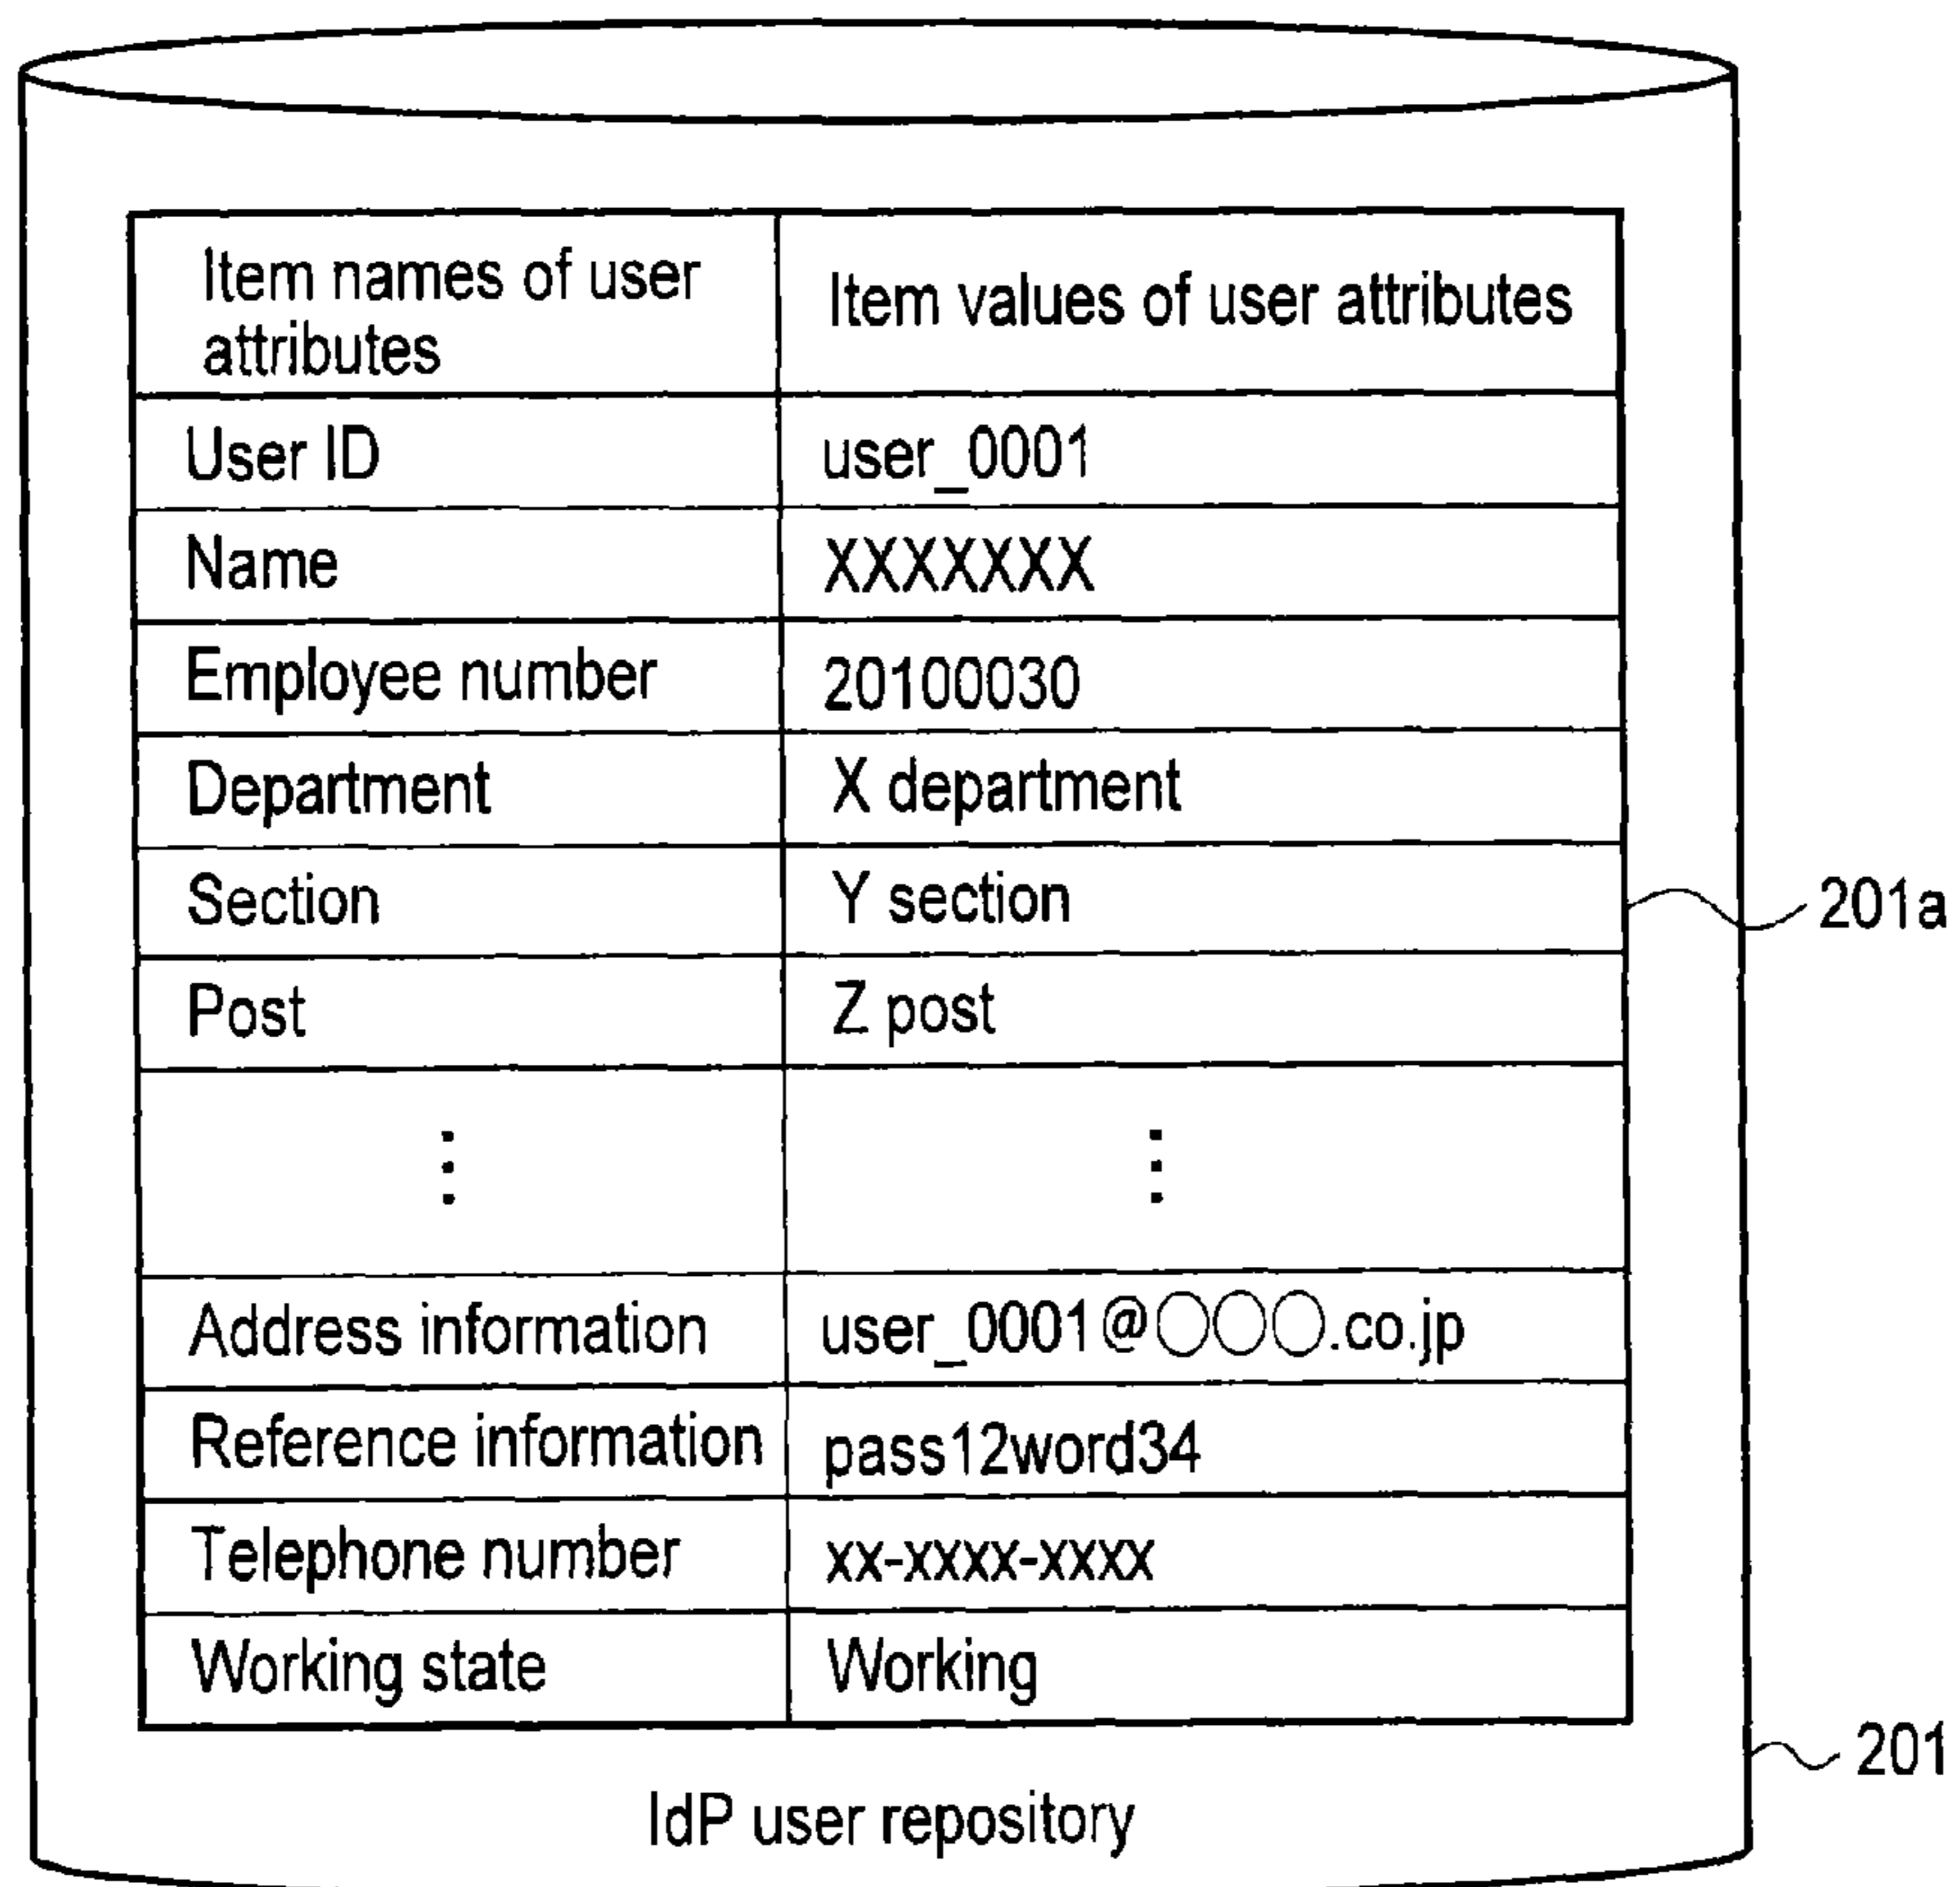 Item names of user attributes
Item values of user attributes
User ID
user_0001
Name
XXXXXXX
Employee number
20100030
Department
X department
Section
Y section
201a
Post
Z post
⋮
⋮
Address information
user_0001@○○○.co.jp
Reference information
pass12word34
Telephone number
xx-xxxx-xxxx
Working state
Working
201
IdP user repository